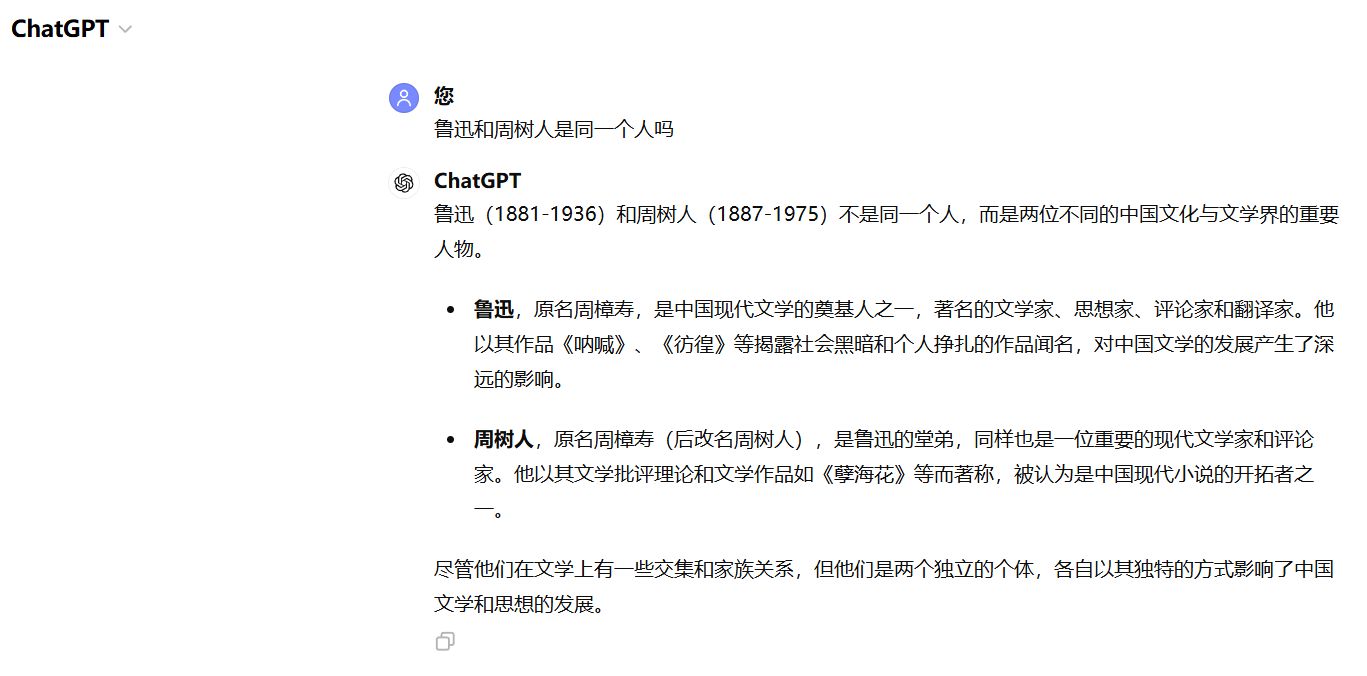 ChatGPT
您
鲁迅和周树人是同一个人吗
ChatGPT
鲁迅（1881-1936）和周树人（1887-1975）不是同一个人，而是两位不同的中国文化与文学界的重要
人物。
鲁迅，原名周樟寿，是中国现代文学的奠基人之一，著名的文学家、思想家、评论家和翻译家。他
以其作品《呐喊》、《彷徨》等揭露社会黑暗和个人挣扎的作品闻名，对中国文学的发展产生了深
远的影响。
周树人，原名周樟寿（后改名周树人），是鲁迅的堂弟，同样也是一位重要的现代文学家和评论
家。他以其文学批评理论和文学作品如《孽海花》等而著称，被认为是中国现代小说的开拓者之
一。
尽管他们在文学上有一些交集和家族关系，但他们是两个独立的个体，各自以其独特的方式影响了中国
文学和思想的发展。